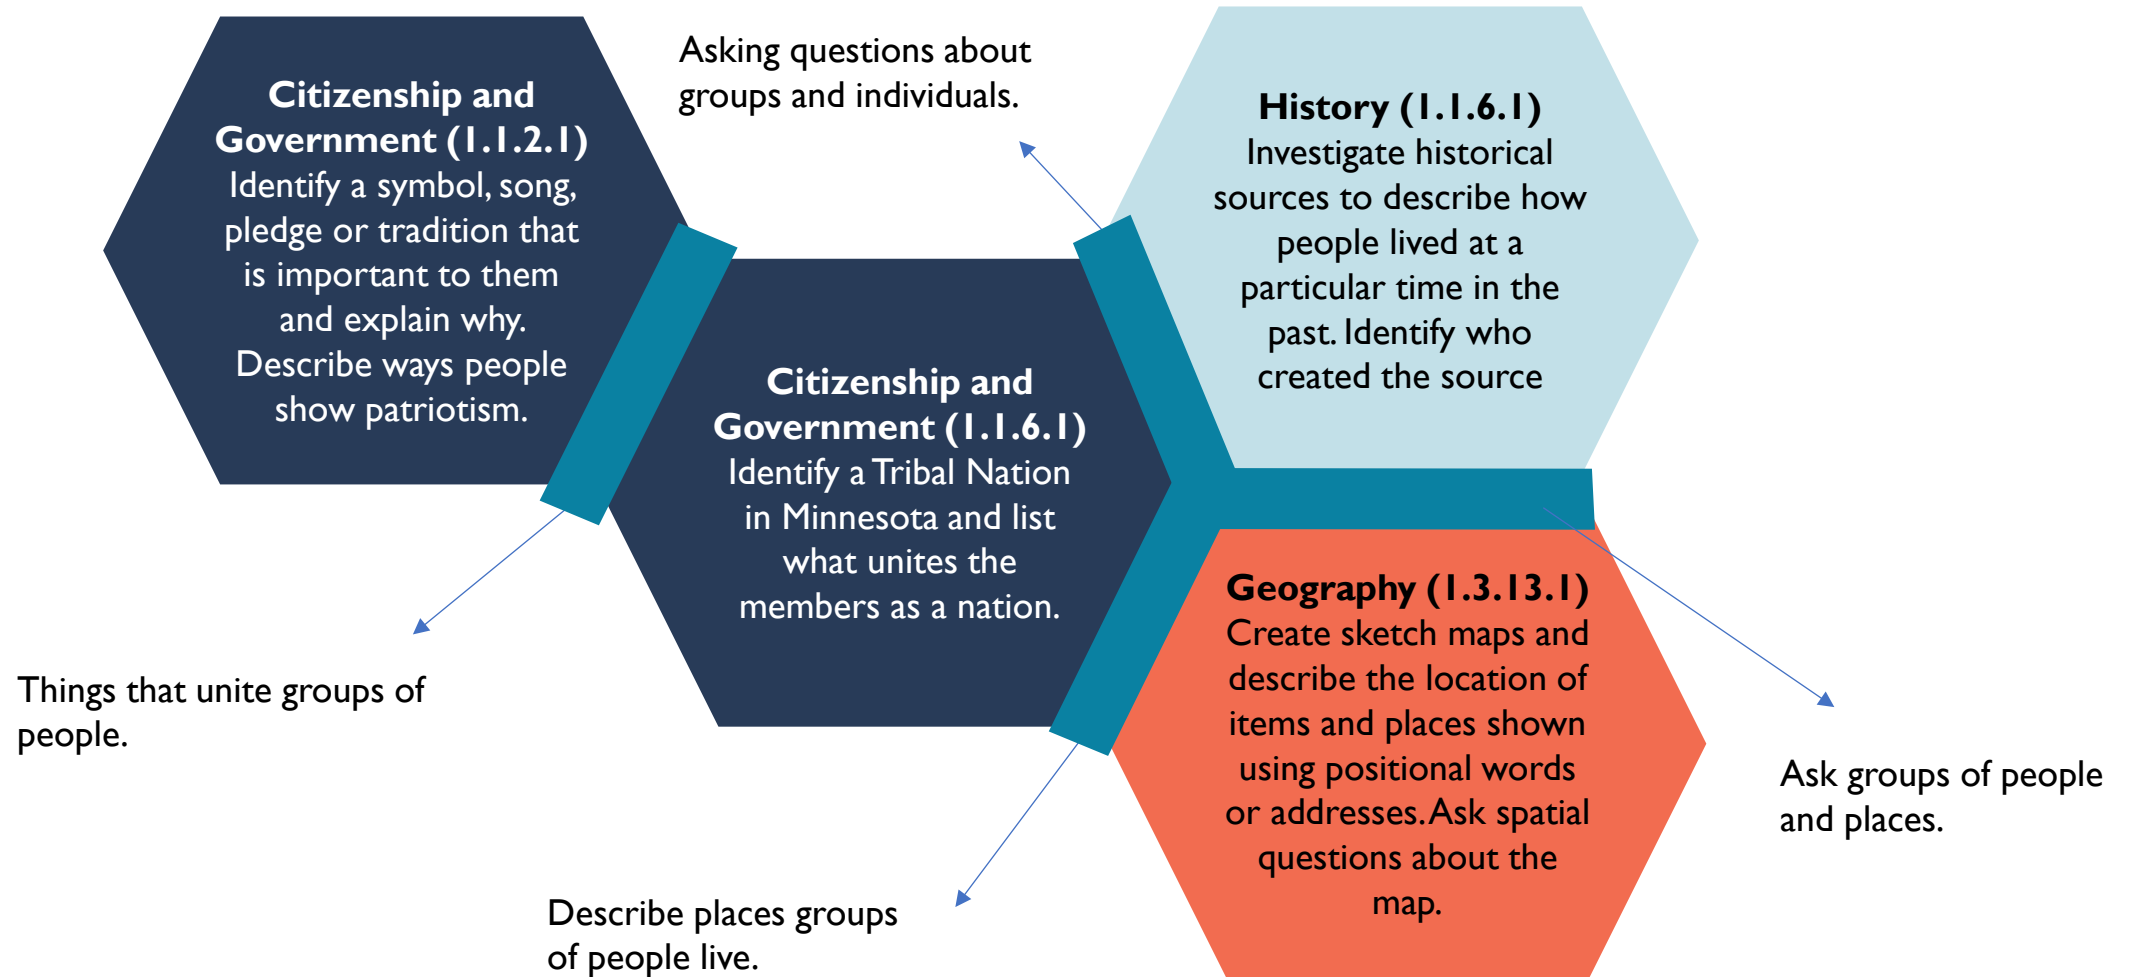 Citizenship and
Government (1.1.2.1)
Identify a symbol, song,
pledge or tradition that
is important to them
and explain why.
Describe ways people
show patriotism.
Asking questions about
groups and individuals.
History (1.1.6.1)
Investigate historical
sources to describe how
people lived at a
particular time in the
past. Identify who
created the source
Citizenship and
Government (1.1.6.1)
Identify a Tribal Nation
in Minnesota and list
what unites the
members as a nation.
Geography (1.3.13.1)
Create sketch maps and
describe the location of
items and places shown
using positional words
or addresses. Ask spatial
questions about the
map.
Things that unite groups of
people.
Ask groups of people
and places.
Describe places groups
of people live.